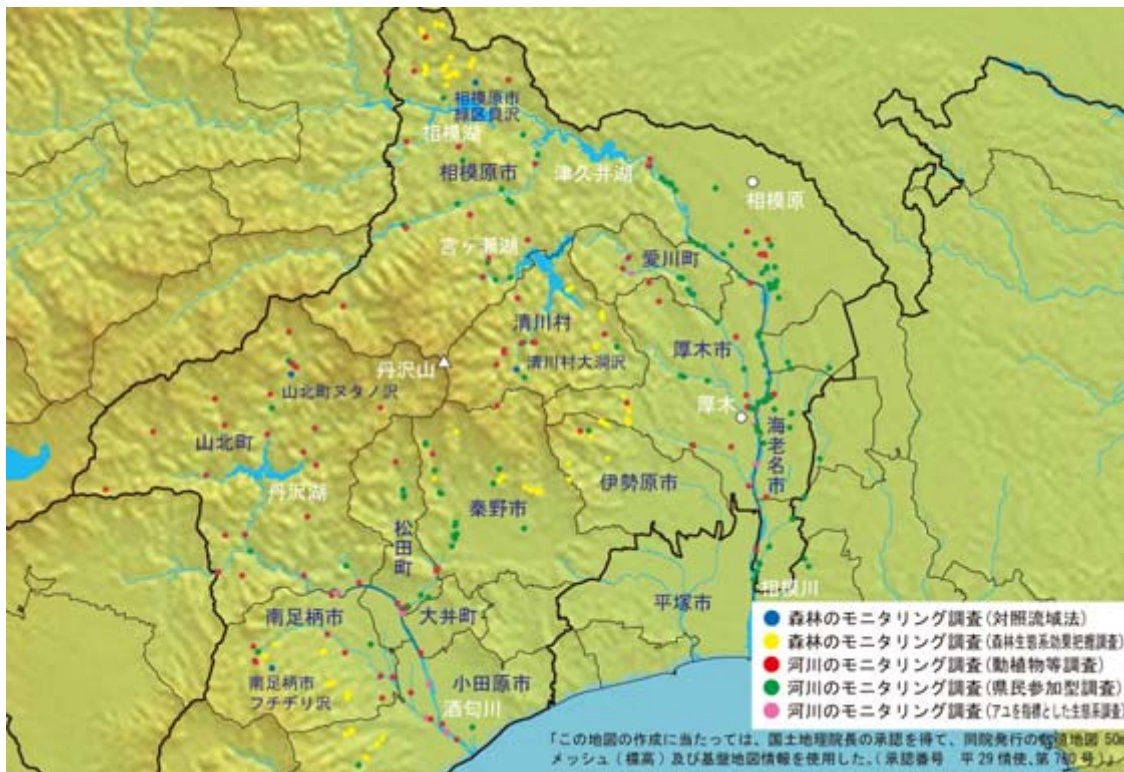 相模原市
緑区貝沢
相模湖
相模原市
津久井湖
相模原
宮ヶ瀬湖
愛川町
清川村
厚木市
丹沢山
清川村大洞沢
山北町ヌタノ沢
厚木
山北町
海老名市
丹沢湖
秦野市
伊勢原市
松田町
相模川
南足柄市
大井町
平塚市
南足柄市
フチヂリ沢
小田原市
酒匂川
森林のモニタリング調査(対照流域法)
森林のモニタリング調査(森林生態系効果把握調査)
河川のモニタリング調査(動植物等調査)
河川のモニタリング調査(県民参加型調査)
河川のモニタリング調査(アユを指標とした生態系調査)
「この地図の作成に当たっては、国土地理院長の承認を得て、同院発行の数値地図 50m
メッシュ(標高)及び基盤地図情報を使用した。(承認番号 平 29 情使、第 780 号)」